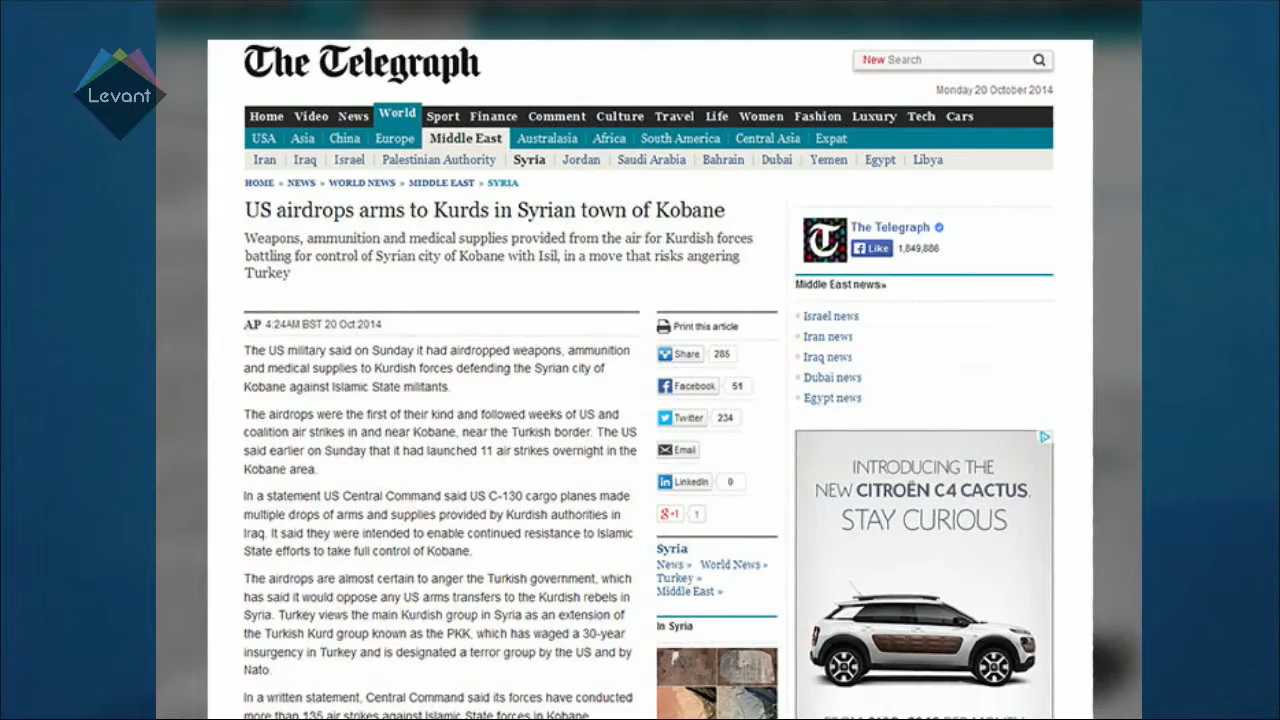 Levant
The Telegraph
New Search
Monday 20 October 2014
Home Video News World Sport Finance Comment Culture Travel Life Women Fashion Luxury Tech Cars
USA Asia China Europe Middle East Australasia Africa South America Central Asia Expat
Iran Iraq Israel Palestinian Authority Syria Jordan Saudi Arabia Bahrain Dubai Yemen Egypt Libya
HOME » NEWS » WORLD NEWS » MIDDLE EAST » SYRIA
US airdrops arms to Kurds in Syrian town of Kobane
Weapons, ammunition and medical supplies provided from the air for Kurdish forces
battling for control of Syrian city of Kobane with Isil, in a move that risks angering
Turkey
AP 4:24AM BST 20 Oct 2014
The US military said on Sunday it had airdropped weapons, ammunition
and medical supplies to Kurdish forces defending the Syrian city of
Kobane against Islamic State militants.
The airdrops were the first of their kind and followed weeks of US and
coalition air strikes in and near Kobane, near the Turkish border. The US
said earlier on Sunday that it had launched 11 air strikes overnight in the
Kobane area.
In a statement US Central Command said US C-130 cargo planes made
multiple drops of arms and supplies provided by Kurdish authorities in
Iraq. It said they were intended to enable continued resistance to Islamic
State efforts to take full control of Kobane.
The airdrops are almost certain to anger the Turkish government, which
has said it would oppose any US arms transfers to the Kurdish rebels in
Syria. Turkey views the main Kurdish group in Syria as an extension of
the Turkish Kurd group known as the PKK, which has waged a 30-year
insurgency in Turkey and is designated a terror group by the US and by
Nato.
In a written statement, Central Command said its forces have conducted
more than 135 air strikes against Islamic State forces in Kobane.
Print this article
Share 285
Facebook 51
Twitter 234
Email
LinkedIn 0
g+1 1
Syria
News » World News »
Turkey »
Middle East »
In Syria
The Telegraph
Like 1,849,886
Middle East news»
Israel news
Iran news
Iraq news
Dubai news
Egypt news
INTRODUCING THE
NEW CITROËN C4 CACTUS.
STAY CURIOUS